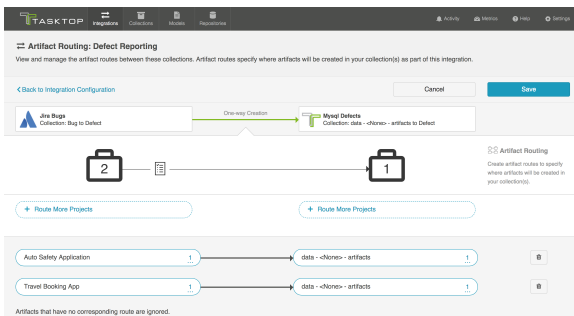 TASKTOP
Integrations
Collections
Models
Repositories
Activity
Metrics
Help
Settings
Artifact Routing: Defect Reporting
View and manage the artifact routes between these collections. Artifact routes specify where artifacts will be created in your collection(s) as part of this integration.
Back to Integration Configuration
Cancel
Save
Jira Bugs
Collection: Bug to Defect
One-way Creation
Mysql Defects
Collection: data - <None> - artifacts to Defect
2
1
Artifact Routing
Create artifact routes to specify
where artifacts will be created in
your collection(s).
+ Route More Projects
+ Route More Projects
Auto Safety Application 1
data - <None> - artifacts 1
Travel Booking App 1
data - <None> - artifacts 1
Artifacts that have no corresponding route are ignored.